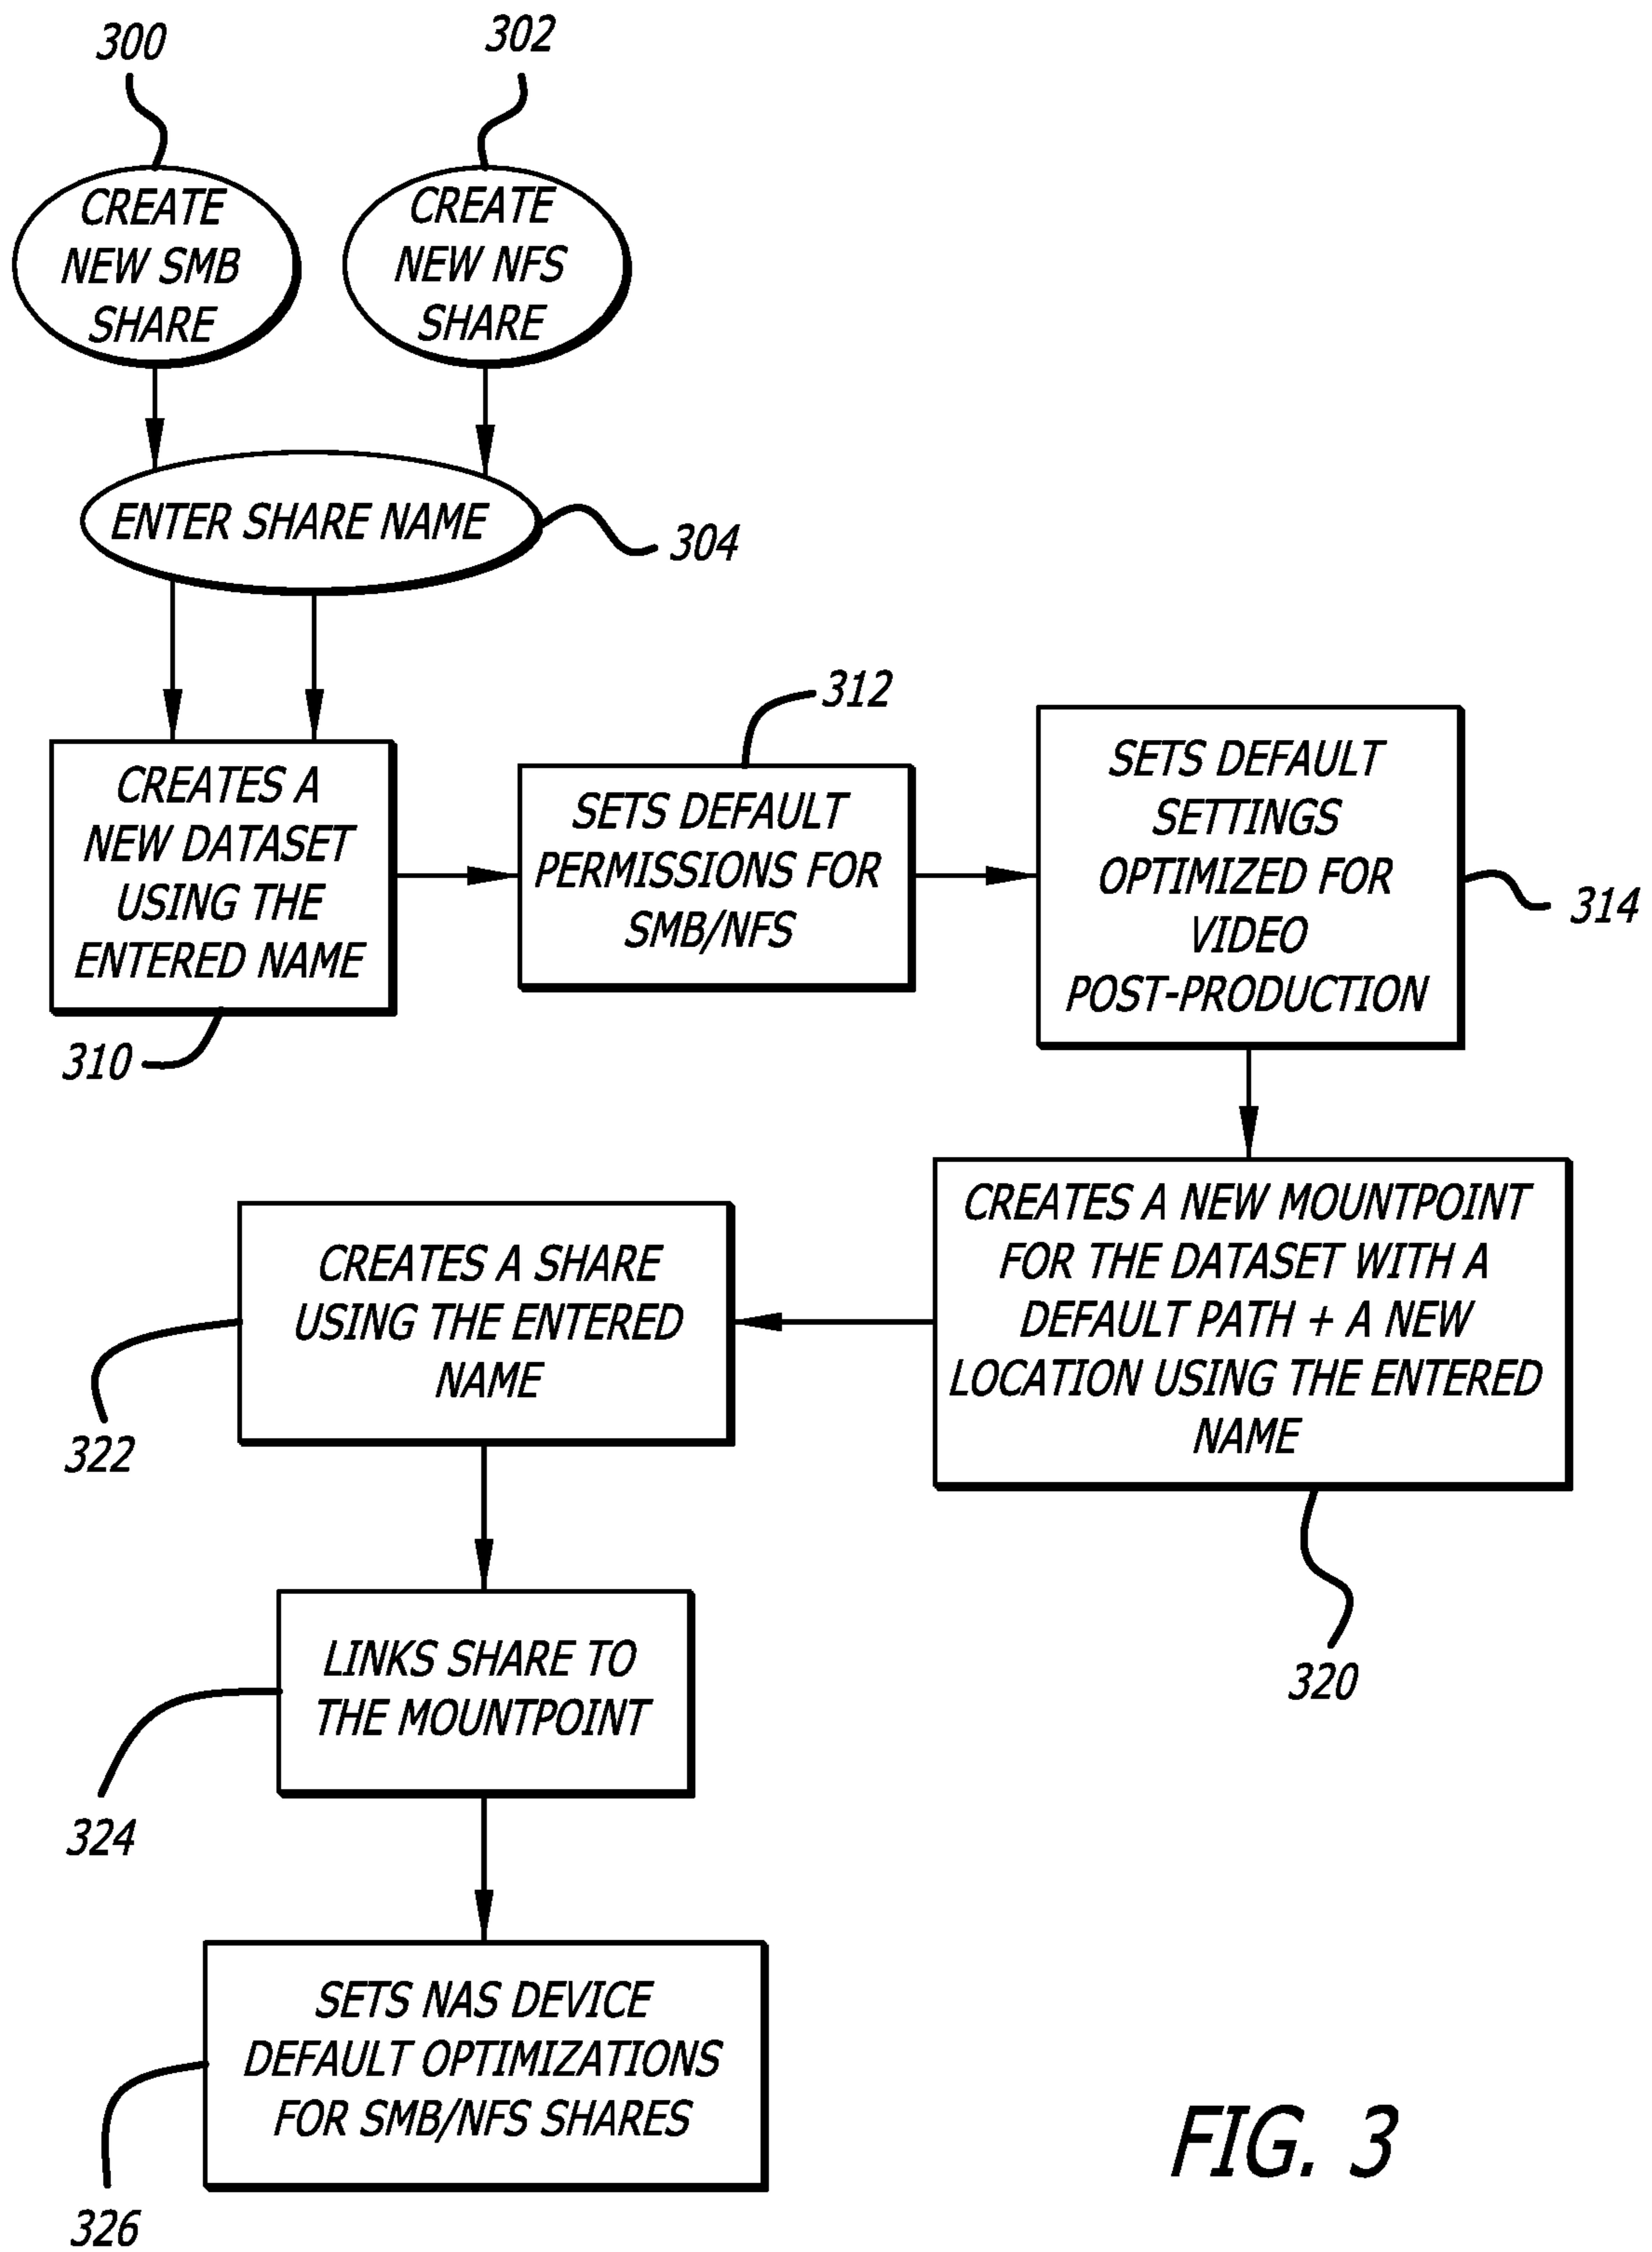 300
302
CREATE
NEW SMB
SHARE
CREATE
NEW NFS
SHARE
ENTER SHARE NAME
304
312
CREATES A
NEW DATASET
USING THE
ENTERED NAME
310
SETS DEFAULT
PERMISSIONS FOR
SMB/NFS
SETS DEFAULT
SETTINGS
OPTIMIZED FOR
VIDEO
POST-PRODUCTION
314
CREATES A NEW MOUNTPOINT
FOR THE DATASET WITH A
DEFAULT PATH + A NEW
LOCATION USING THE ENTERED
NAME
320
CREATES A SHARE
USING THE ENTERED
NAME
322
LINKS SHARE TO
THE MOUNTPOINT
324
SETS NAS DEVICE
DEFAULT OPTIMIZATIONS
FOR SMB/NFS SHARES
326
FIG. 3